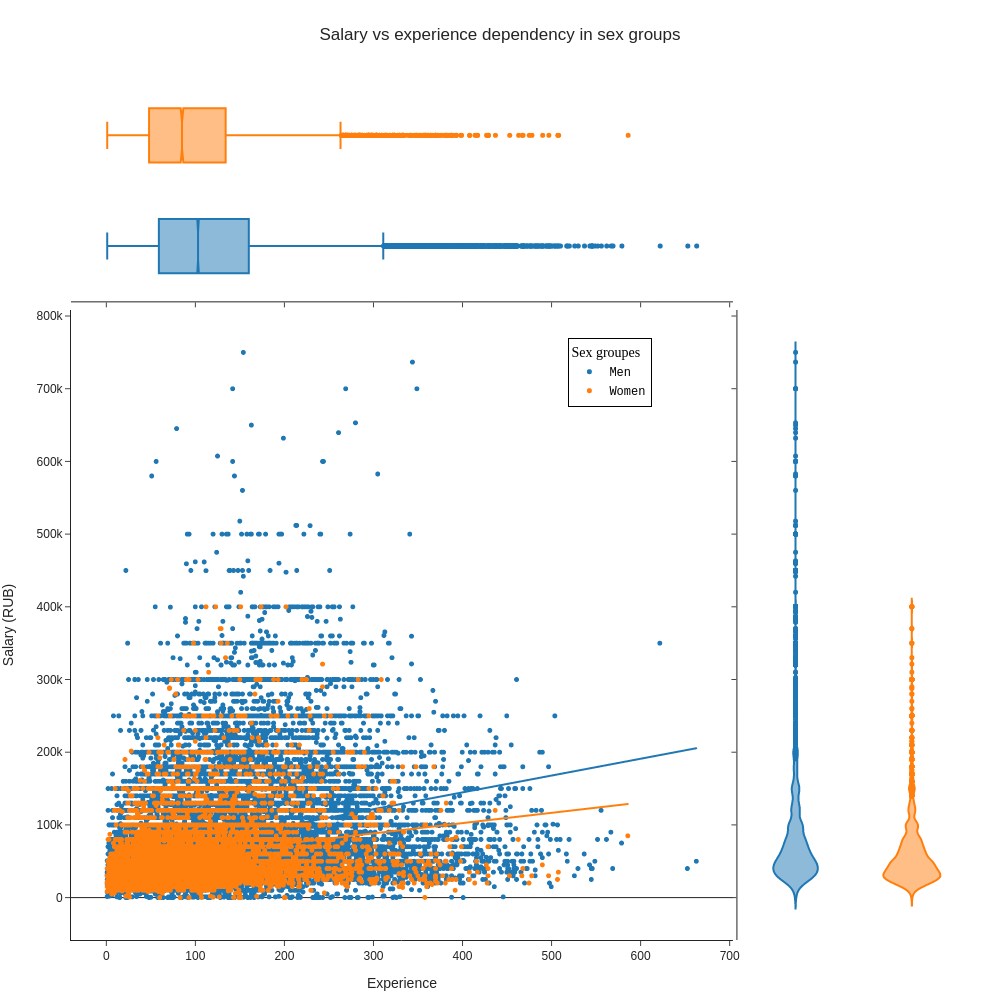 Salary vs experience dependency in sex groups
800k
700k
600k
500k
400k
300k
200k
100k
0
Salary (RUB)
Sex groupes
Men
Women
0 100 200 300 400 500 600 700
Experience